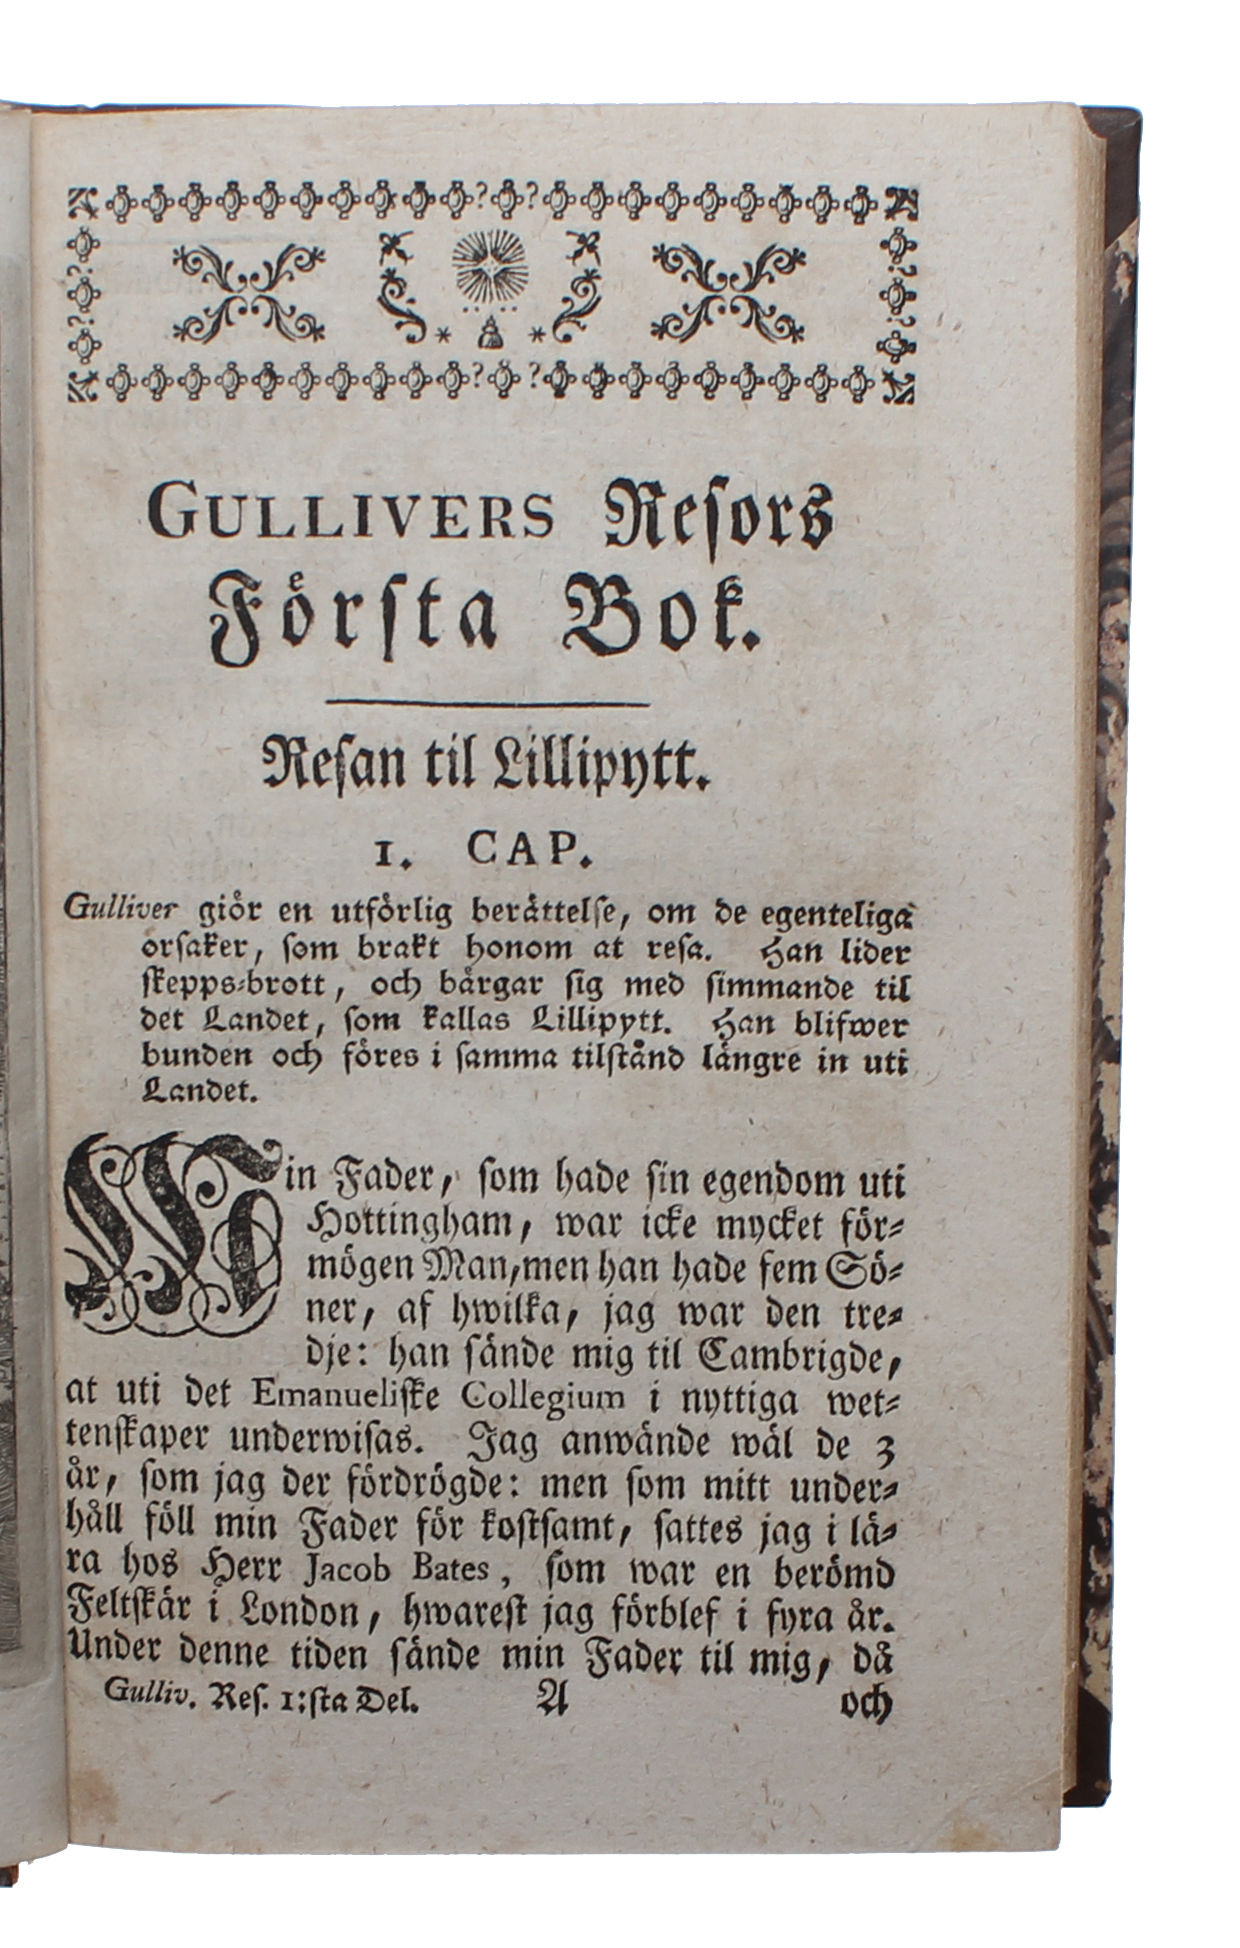 GULLIVERS Resors
Första Bok.
Resan til Lillipytt.
1. CAP.
Gulliver giör en utförlig berättelse, om de egenteliga
orsaker, som brakt honom at resa. Han lider
skepps-brott, och bärgar sig med simmande til
det Landet, som kallas Lillipytt. Han blifwer
bunden och föres i samma tilstånd längre in uti
Landet.
Min Fader, som hade sin egendom uti
Hottingham, war icke mycket för-
mögen Man, men han hade fem Sö-
ner, af hwilka, jag war den tre-
dje: han sände mig til Cambrigde,
at uti det Emanueliske Collegium i nyttiga wet-
tenskaper underwisas. Jag anwände wäl de 3
år, som jag der fördrögde: men som mitt under-
håll föll min Fader för kostsamt, sattes jag i lä-
ra hos Herr Jacob Bates, som war en berömd
Feltskär i London, hwarest jag förblef i fyra år.
Under denne tiden sände min Fader til mig, då
Gulliv. Res. 1:sta Del. A och